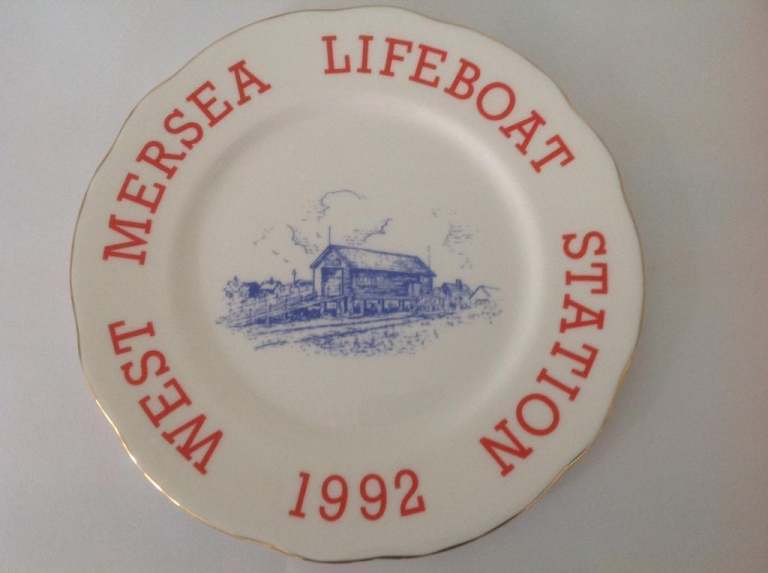 WEST MERSEA LIFEBOAT STATION
1992